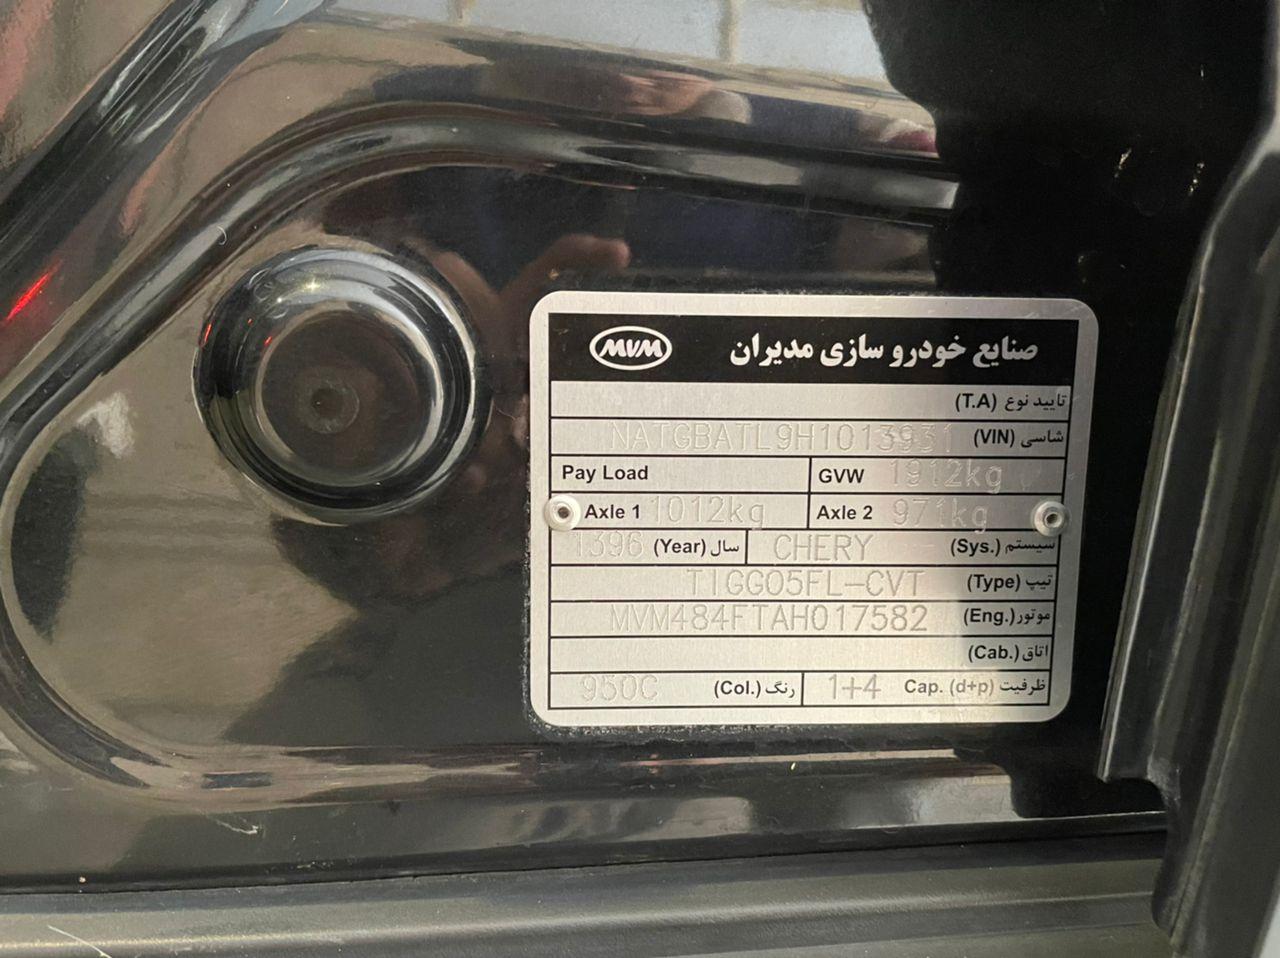 MVM صنایع خودرو سازی مدیران
تایید نوع (T.A)
شاسی (VIN) NATGBATL9H1013931
Pay Load GVW 1912kg
Axle 1 1012kg Axle 2 971kg
سیستم (Sys.) CHERY سال (Year) 1396
تیپ (Type) TIGGO5FL-CVT
موتور (Eng.) MVM484FTAH017582
اتاق (Cab.)
ظرفیت Cap. (d+p) 1+4 رنگ (Col.) 950C